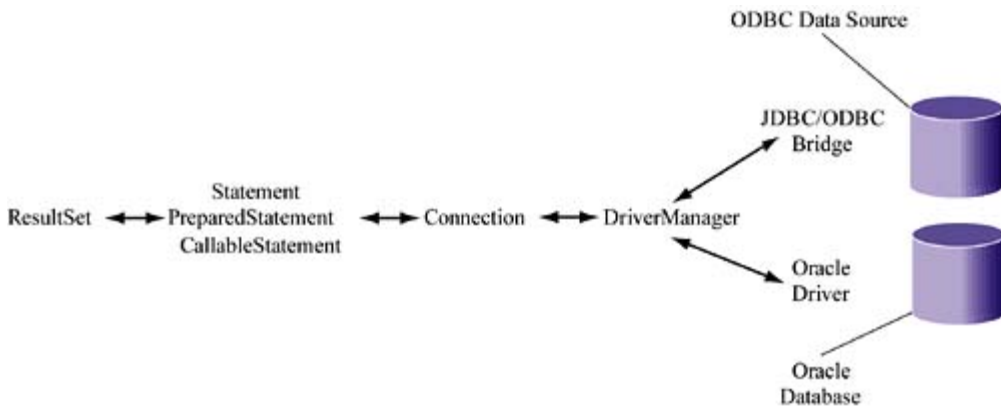 ODBC Data Source
JDBC/ODBC
Bridge
Statement
ResultSet
PreparedStatement
Connection
DriverManager
CallableStatement
Oracle
Driver
Oracle
Database